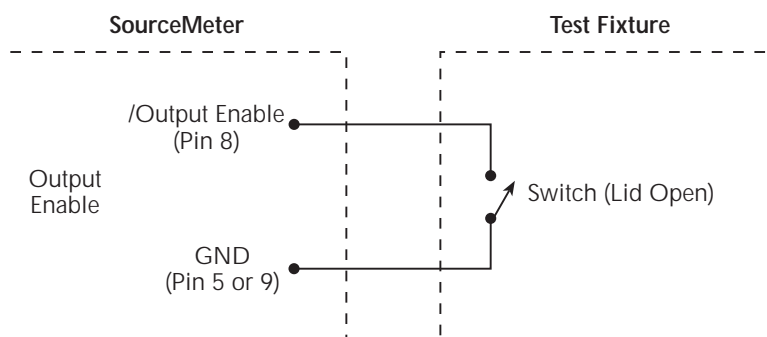 SourceMeter
Test Fixture
/Output Enable
(Pin 8)
Output
Enable
Switch (Lid Open)
GND
(Pin 5 or 9)